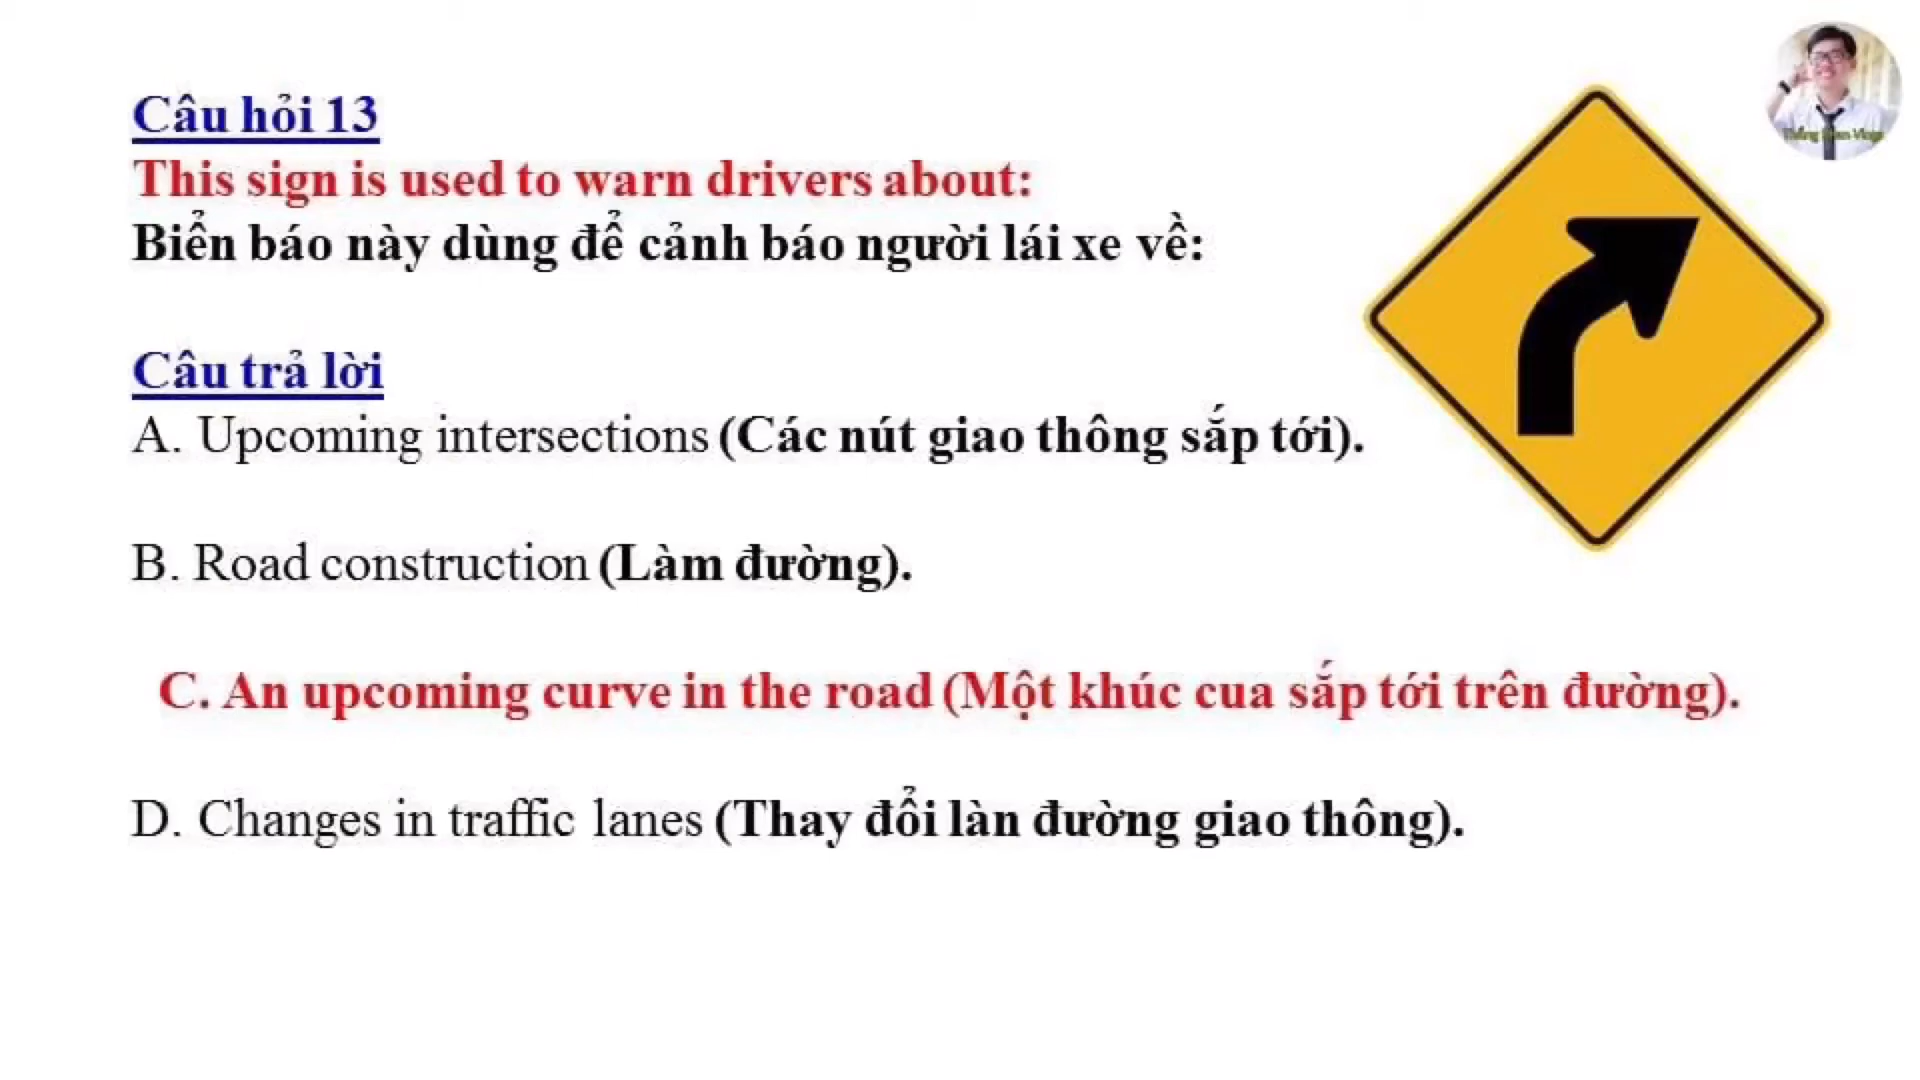 Câu hỏi 13
This sign is used to warn drivers about:
Biển báo này dùng để cảnh báo người lái xe về:
Câu trả lời
A. Upcoming intersections (Các nút giao thông sắp tới).
B. Road construction (Làm đường).
C. An upcoming curve in the road (Một khúc cua sắp tới trên đường).
D. Changes in traffic lanes (Thay đổi làn đường giao thông).